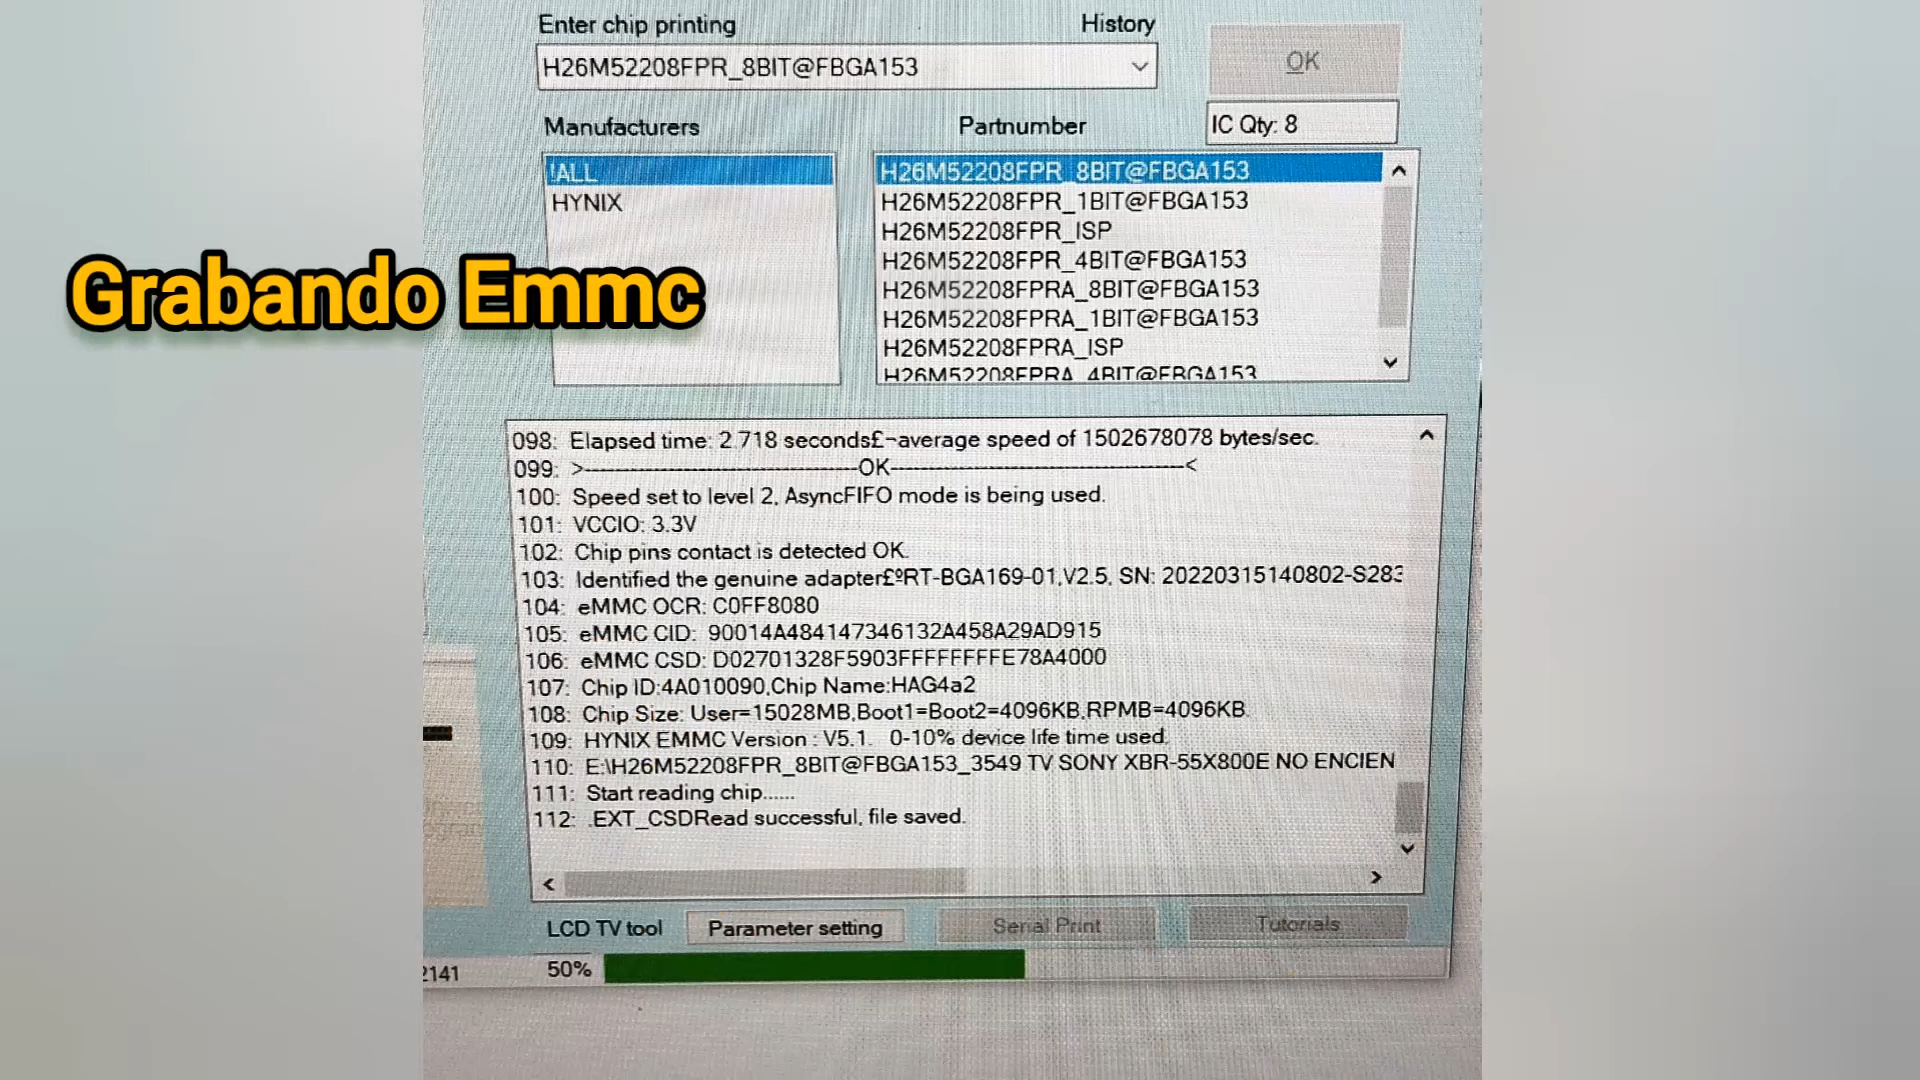 Enter chip printing
History
H26M52208FPR_8BIT@FBGA153
OK
Manufacturers
Partnumber
IC Qty: 8
!ALL
HYNIX
H26M52208FPR_8BIT@FBGA153
H26M52208FPR_1BIT@FBGA153
H26M52208FPR_ISP
H26M52208FPR_4BIT@FBGA153
H26M52208FPRA_8BIT@FBGA153
H26M52208FPRA_1BIT@FBGA153
H26M52208FPRA_ISP
H26M52208FPRA_4BIT@FBGA153
Grabando Emmc
098: Elapsed time: 2.718 seconds£¬average speed of 1502678078 bytes/sec.
099: >----------------------------------OK------------------------------------<
100: Speed set to level 2, AsyncFIFO mode is being used.
101: VCCIO: 3.3V
102: Chip pins contact is detected OK.
103: Identified the genuine adapter£ºRT-BGA169-01,V2.5, SN: 20220315140802-S283
104: eMMC OCR: C0FF8080
105: eMMC CID: 90014A484147346132A458A29AD915
106: eMMC CSD: D02701328F5903FFFFFFFFE78A4000
107: Chip ID:4A010090,Chip Name:HAG4a2
108: Chip Size: User=15028MB,Boot1=Boot2=4096KB,RPMB=4096KB.
109: HYNIX EMMC Version : V5.1. 0-10% device life time used.
110: E:\H26M52208FPR_8BIT@FBGA153_3549 TV SONY XBR-55X800E NO ENCIEN
111: Start reading chip......
112: .EXT_CSDRead successful, file saved.
LCD TV tool
Parameter setting
Serial Print
Tutorials
2141
50%